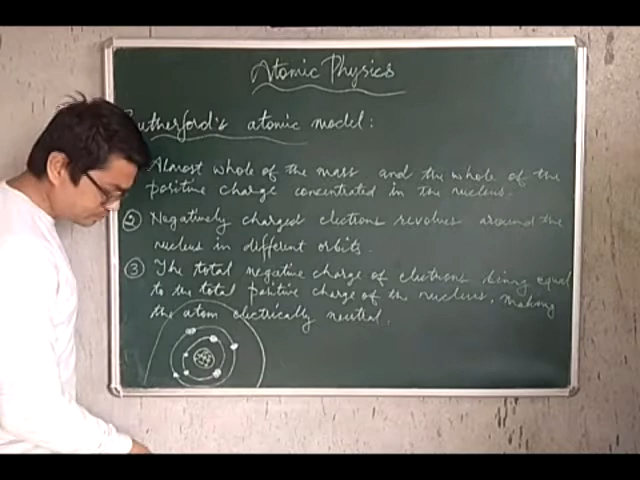 Atomic Physics
utherford's atomic model:
Almost whole of the mass and the whole of the
positive charge concentrated in the nucleus.
② Negatively charged electrons revolves around the
nucleus in different orbits.
③ The total negative charge of electrons being equal
to the total positive charge of the nucleus, making
the atom electrically neutral.